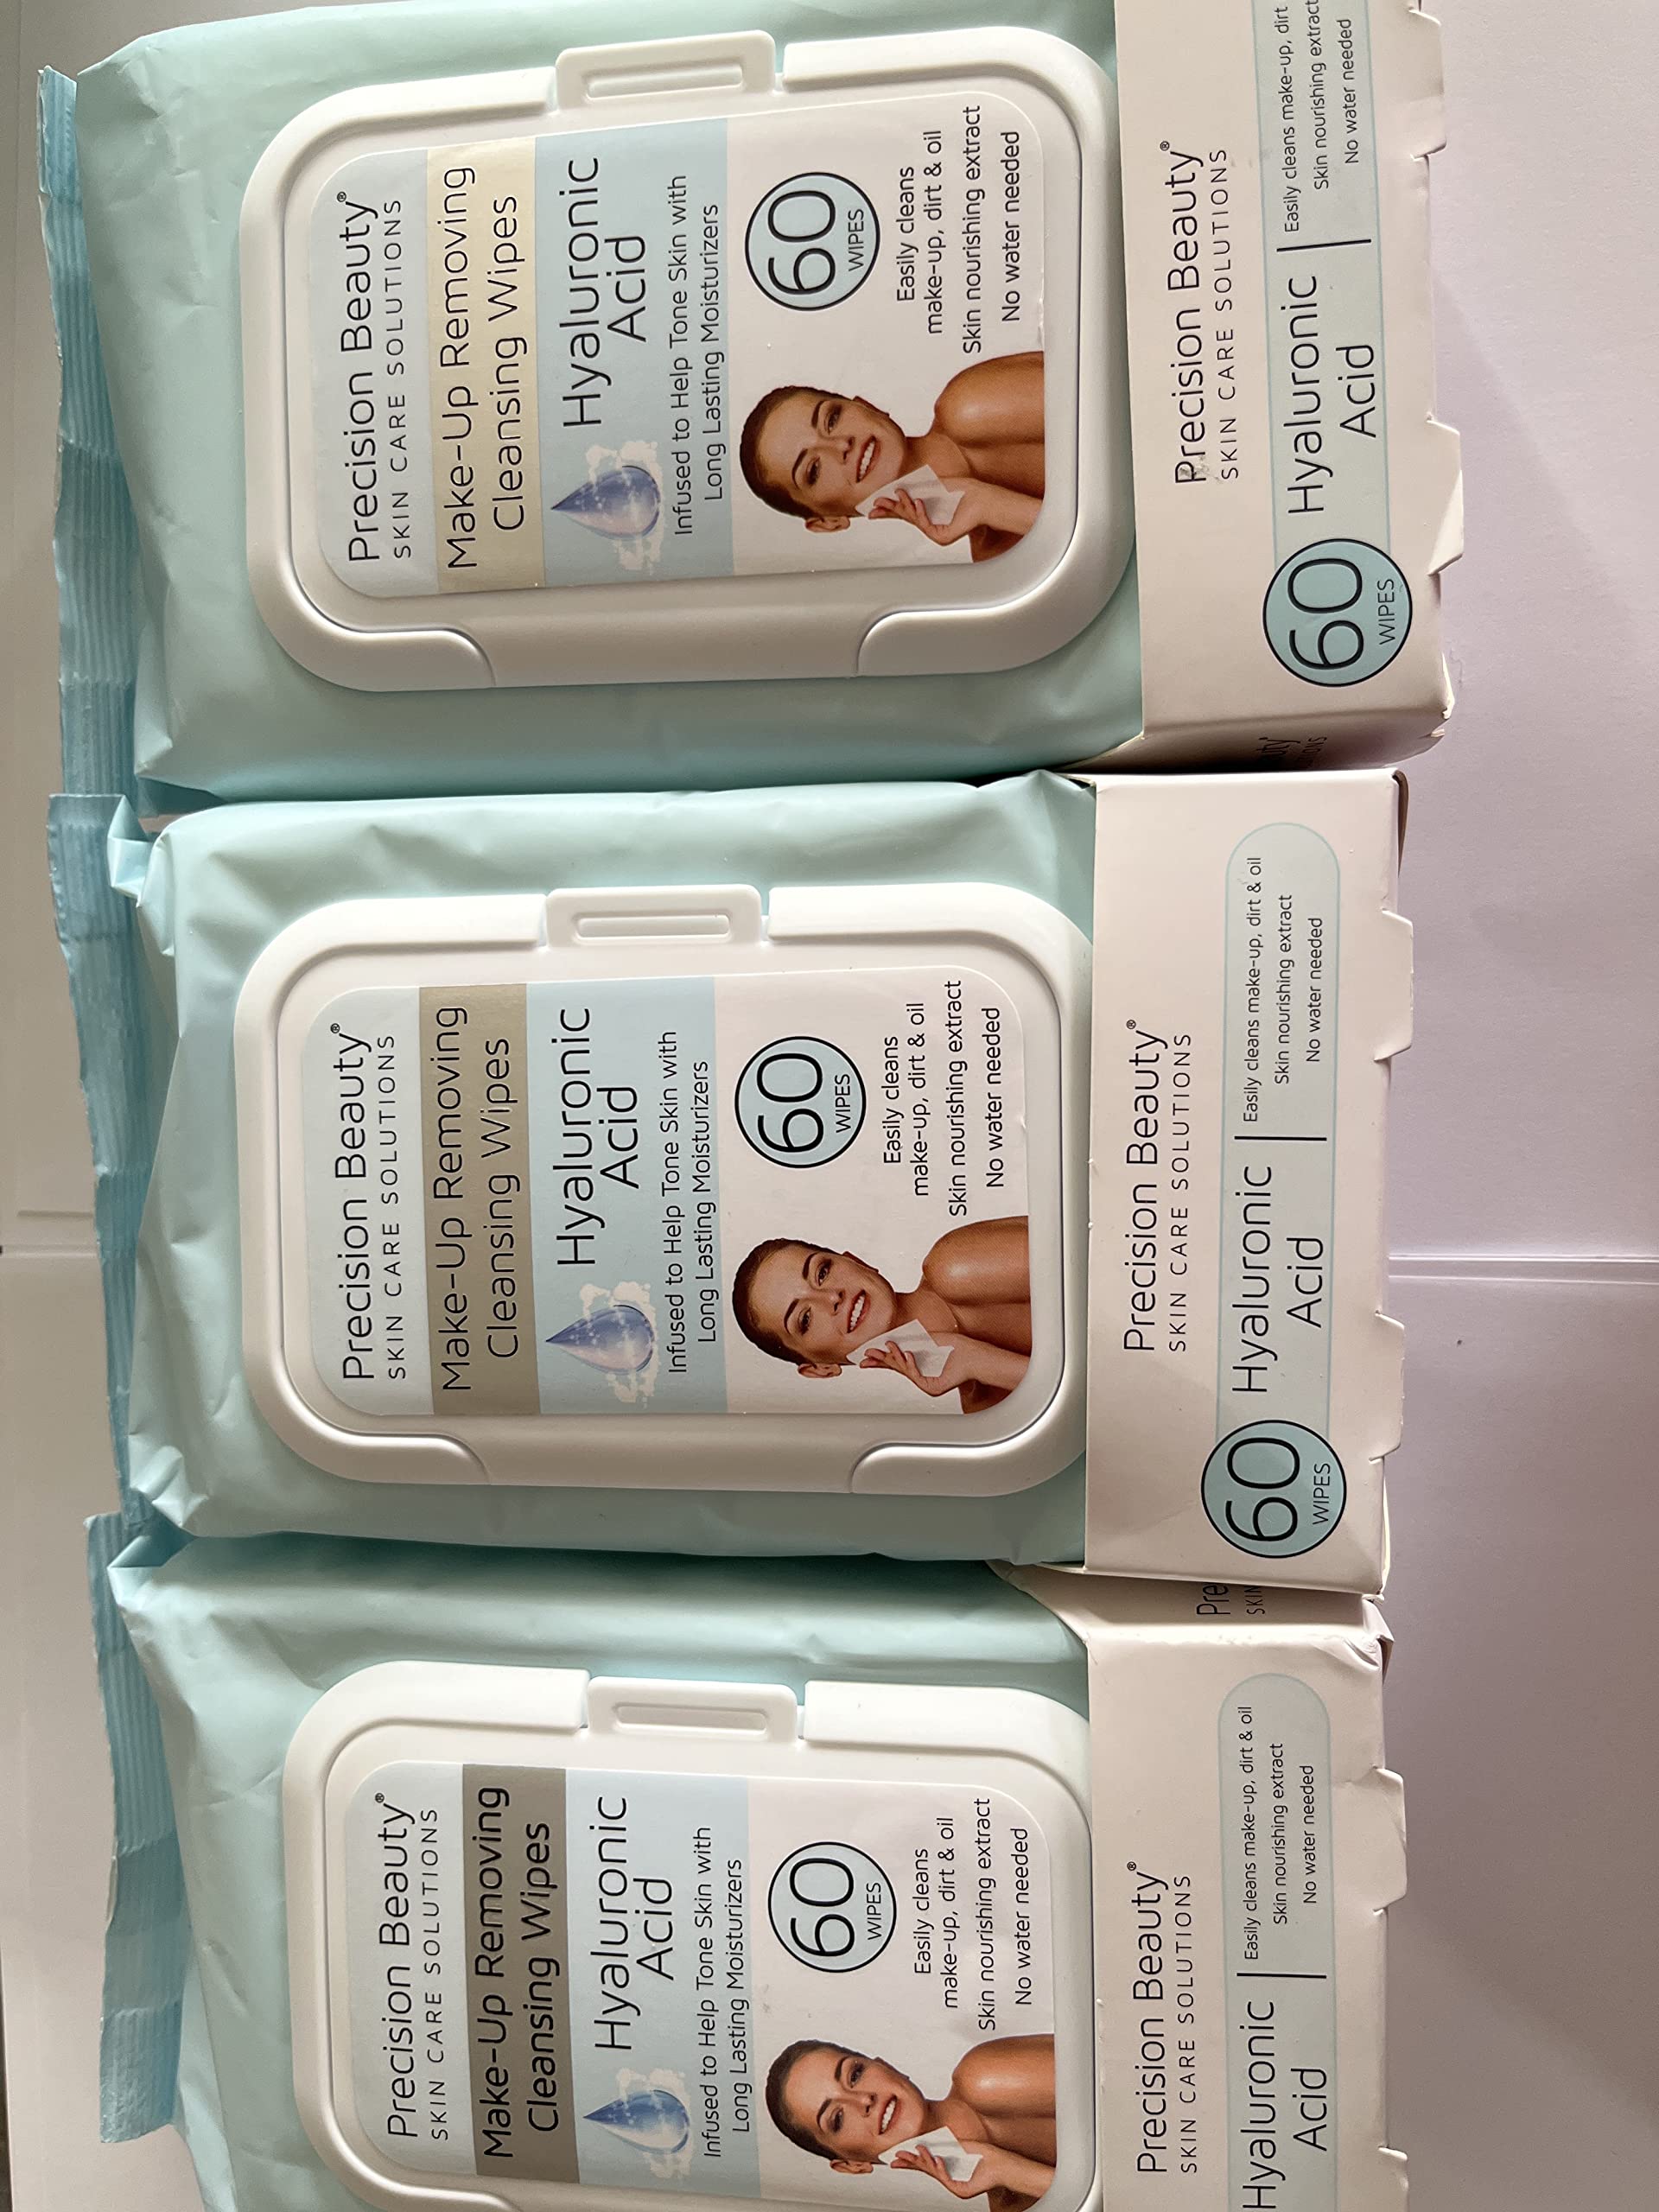 Precision Beauty®
SKIN CARE SOLUTIONS
Make-Up Removing
Cleansing Wipes
Hyaluronic
Acid
Infused to Help Tone Skin with
Long Lasting Moisturizers
60
WIPES
Easily cleans
make-up, dirt & oil
Skin nourishing extract
No water needed
Precision Beauty®
SKIN CARE SOLUTIONS
Hyaluronic
Acid
Easily cleans make-up, dirt & oil
Skin nourishing extract
No water needed
Pre
SKIN
Precision Beauty®
SKIN CARE SOLUTIONS
Make-Up Removing
Cleansing Wipes
Hyaluronic
Acid
Infused to Help Tone Skin with
Long Lasting Moisturizers
60
WIPES
Easily cleans
make-up, dirt & oil
Skin nourishing extract
No water needed
Precision Beauty®
SKIN CARE SOLUTIONS
60
WIPES
Hyaluronic
Acid
Easily cleans make-up, dirt & oil
Skin nourishing extract
No water needed
Precision Beauty®
SKIN CARE SOLUTIONS
Make-Up Removing
Cleansing Wipes
Hyaluronic
Acid
Infused to Help Tone Skin with
Long Lasting Moisturizers
60
WIPES
Easily cleans
make-up, dirt & oil
Skin nourishing extract
No water needed
Precision Beauty®
SKIN CARE SOLUTIONS
60
WIPES
Hyaluronic
Acid
Easily cleans make-up, dirt
Skin nourishing extract
No water needed